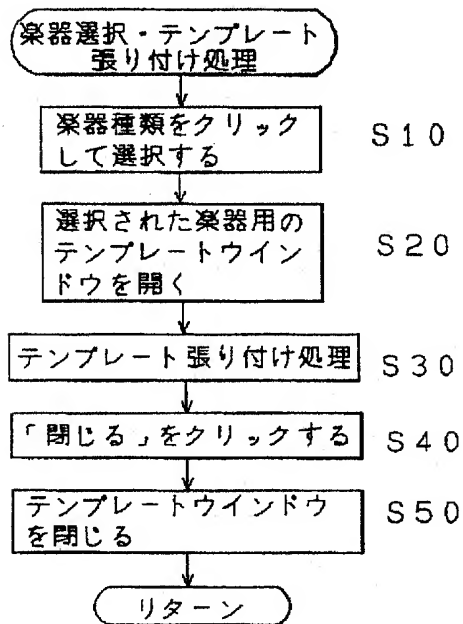 楽器選択・テンプレート
張り付け処理
楽器種類をクリック
して選択する
S10
選択された楽器用の
テンプレートウイン
ドウを開く
S20
テンプレート張り付け処理
S30
「閉じる」をクリックする
S40
テンプレートウインドウ
を閉じる
S50
リターン